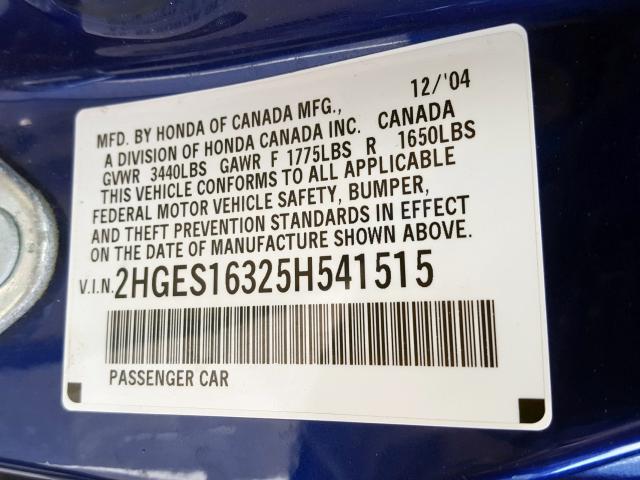 12/'04
MFD. BY HONDA OF CANADA MFG.,
A DIVISION OF HONDA CANADA INC. CANADA
GVWR 3440LBS GAWR F 1775LBS R 1650LBS
THIS VEHICLE CONFORMS TO ALL APPLICABLE
FEDERAL MOTOR VEHICLE SAFETY, BUMPER,
AND THEFT PREVENTION STANDARDS IN EFFECT
ON THE DATE OF MANUFACTURE SHOWN ABOVE.
V.I.N. 2HGES16325H541515
PASSENGER CAR